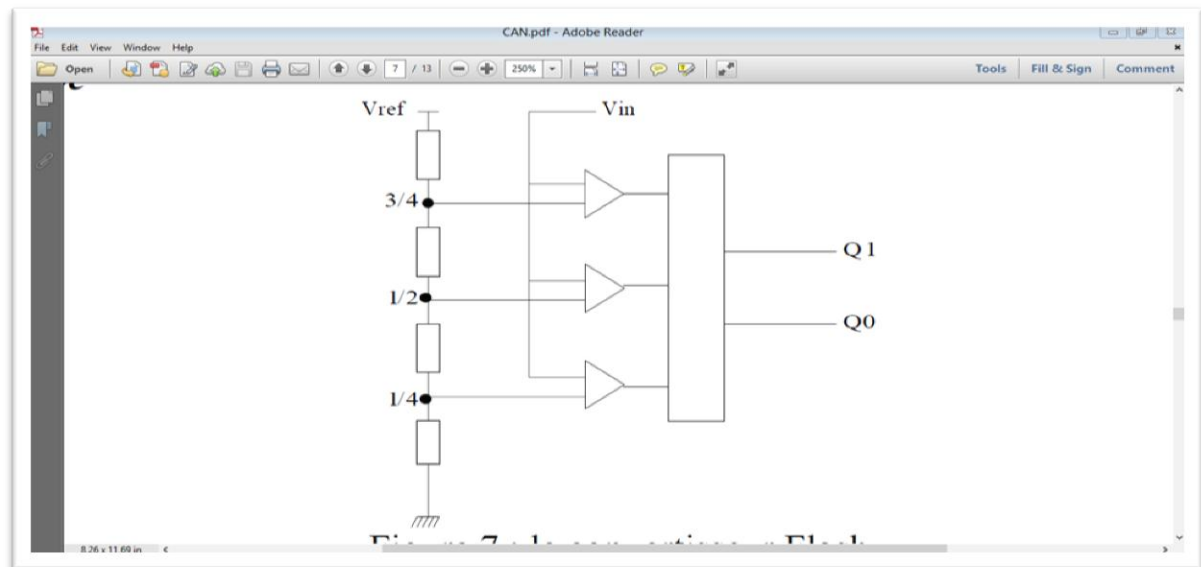 CAN.pdf - Adobe Reader
File Edit View Window Help
Open 7 / 13 250% Tools Fill & Sign Comment
Vref Vin
3/4
1/2
1/4
Q1
Q0
8.26 x 11.69 in